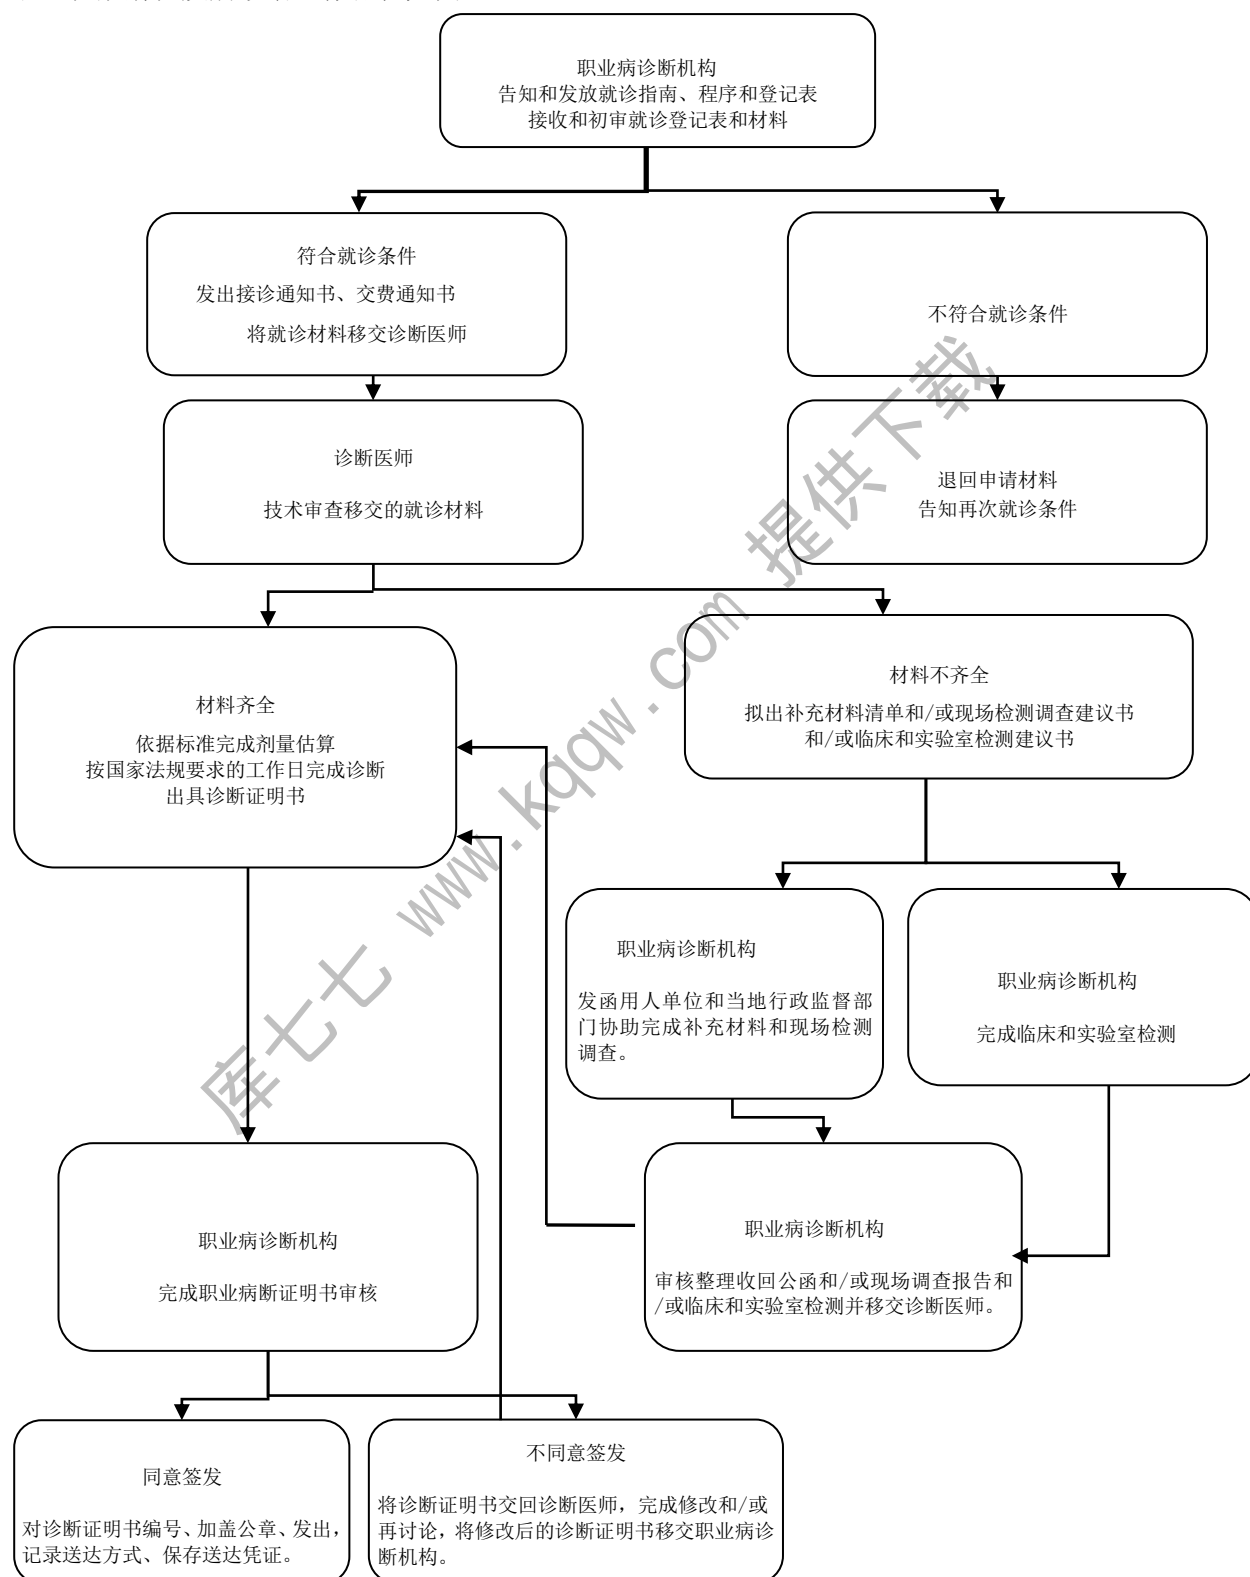 职业病诊断机构
告知和发放就诊指南、程序和登记表
接收和初审就诊登记表和材料
符合就诊条件
发出接诊通知书、交费通知书
将就诊材料移交诊断医师
不符合就诊条件
诊断医师
技术审查移交的就诊材料
退回申请材料
告知再次就诊条件
材料齐全
依据标准完成剂量估算
按国家法规要求的工作日完成诊断
出具诊断证明书
材料不齐全
拟出补充材料清单和/或现场检测调查建议书
和/或临床和实验室检测建议书
职业病诊断机构
发函用人单位和当地行政监督部
门协助完成补充材料和现场检测
调查。
职业病诊断机构
完成临床和实验室检测
职业病诊断机构
完成职业病断证明书审核
职业病诊断机构
审核整理收回公函和/或现场调查报告和
/或临床和实验室检测并移交诊断医师。
同意签发
对诊断证明书编号、加盖公章、发出,
记录送达方式、保存送达凭证。
不同意签发
将诊断证明书交回诊断医师,完成修改和/或
再讨论,将修改后的诊断证明书移交职业病诊
断机构。
库七七 www.kqqw.com 提供下载